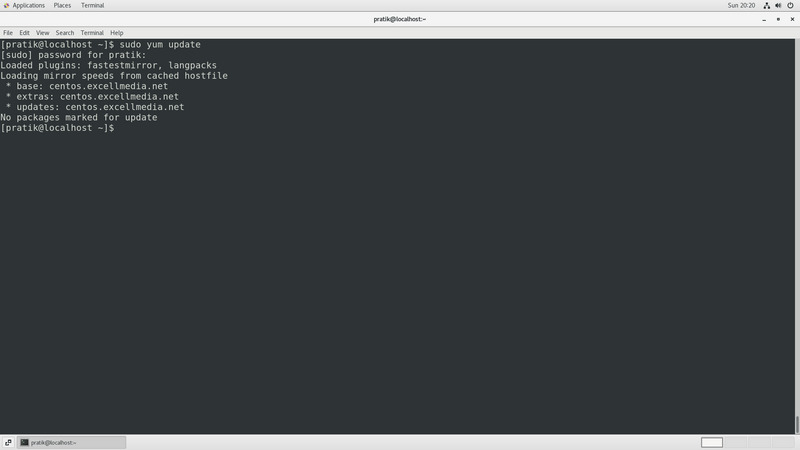 Applications Places Terminal Sun 20:20
pratik@localhost:~
File Edit View Search Terminal Help
[pratik@localhost ~]$ sudo yum update
[sudo] password for pratik:
Loaded plugins: fastestmirror, langpacks
Loading mirror speeds from cached hostfile
 * base: centos.excellmedia.net
 * extras: centos.excellmedia.net
 * updates: centos.excellmedia.net
No packages marked for update
[pratik@localhost ~]$
pratik@localhost:~